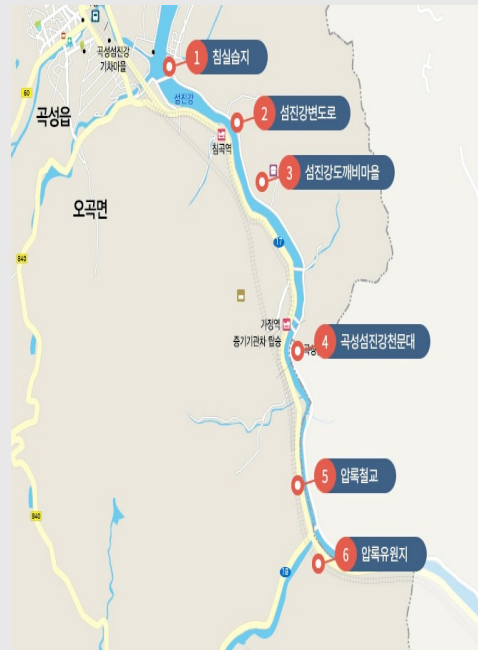 1 침실습지
곡성섬진강
기차마을
60
섬진강
곡성읍
2 섬진강변도로
침곡역
3 섬진강도깨비마을
오곡면
17
840
가정역
증기기관차 탑승
4 곡성섬진강천문대
곡성
5 압록철교
840
6 압록유원지
18